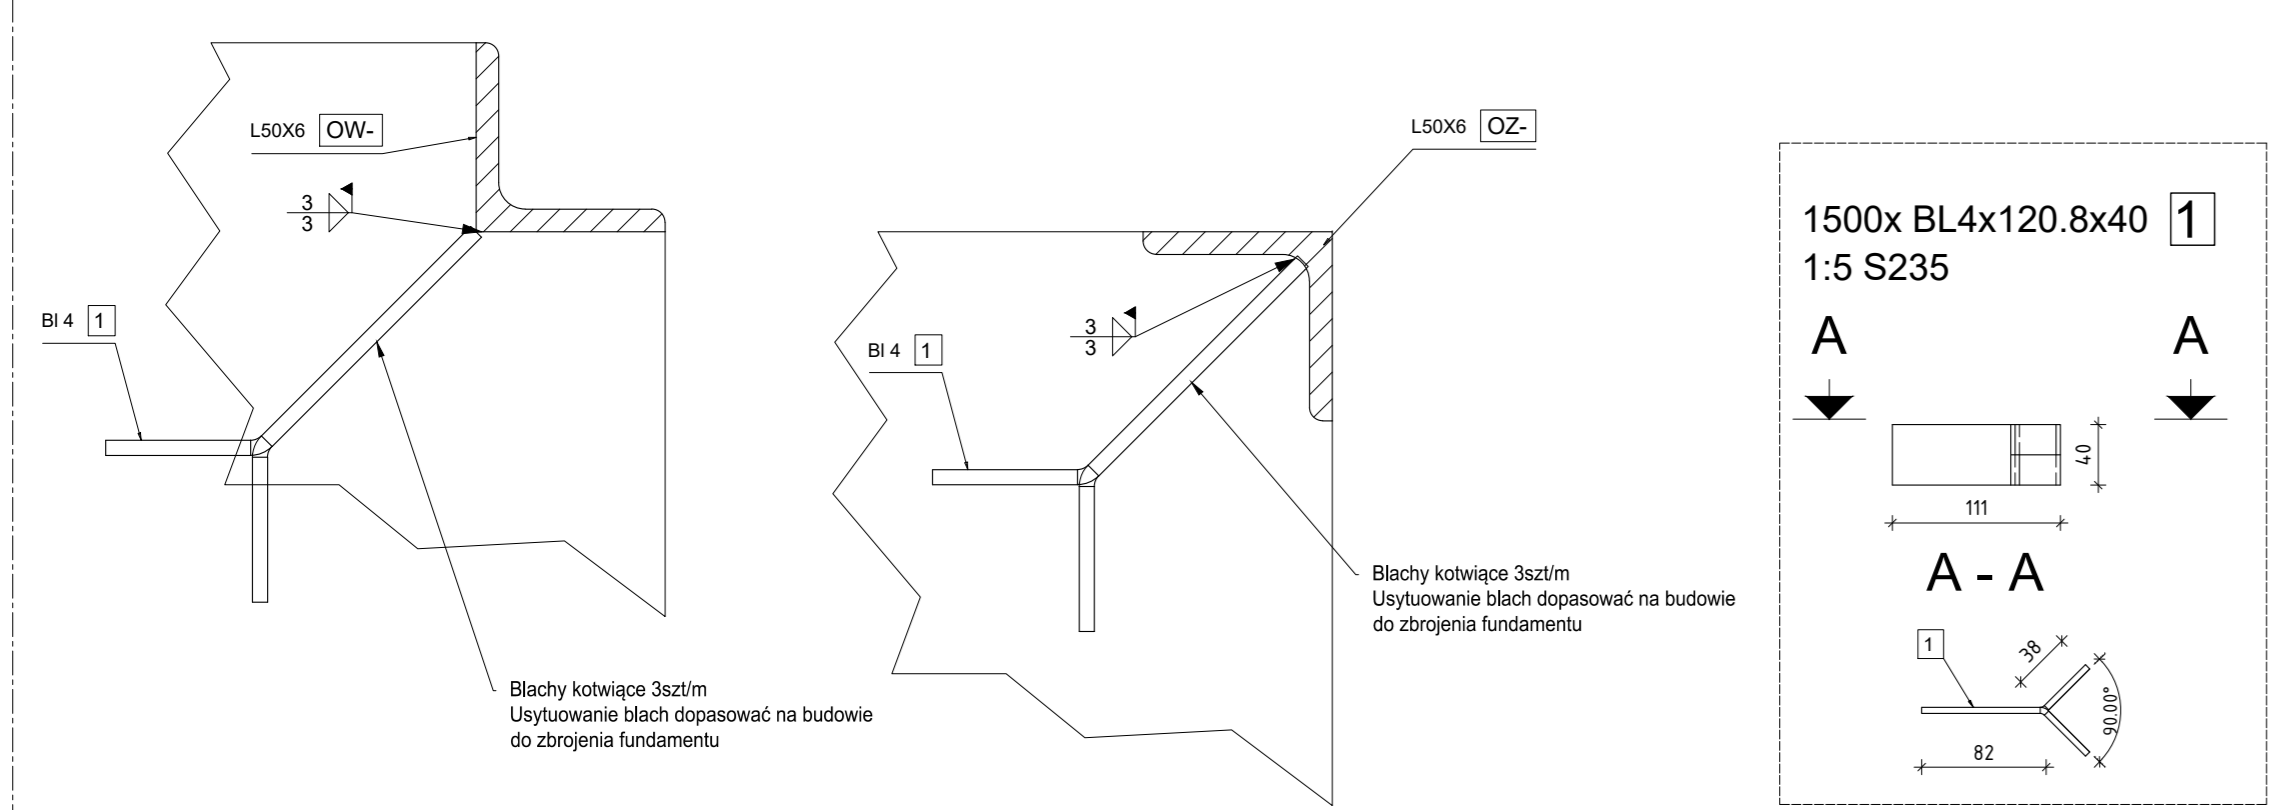 L50X6 OW-
3
3
Bl 4 1
Blachy kotwiące 3szt/m
Usytuowanie blach dopasować na budowie
do zbrojenia fundamentu
L50X6 OZ-
3
3
Bl 4 1
Blachy kotwiące 3szt/m
Usytuowanie blach dopasować na budowie
do zbrojenia fundamentu
1500x BL4x120.8x40 1
1:5 S235
A A
40
111
A - A
1
38
90.00°
82